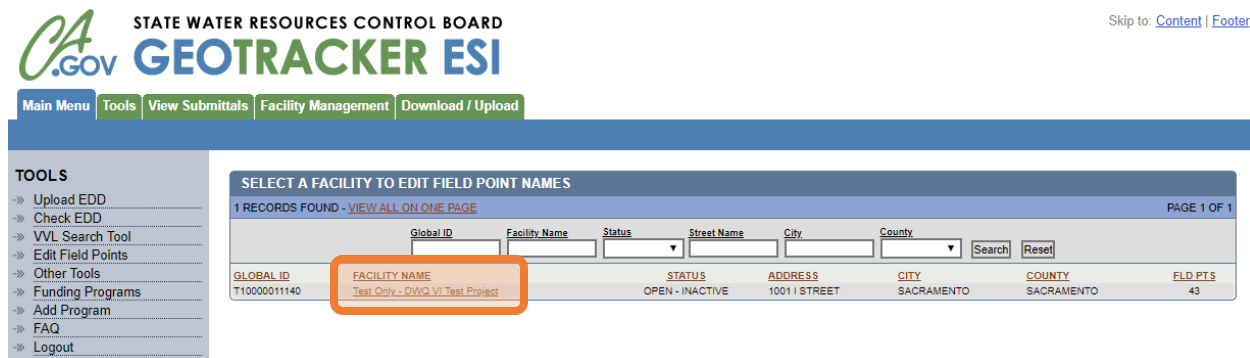 CA
.GOV
STATE WATER RESOURCES CONTROL BOARD
GEOTRACKER ESI
Skip to: Content | Footer
Main Menu Tools View Submittals Facility Management Download / Upload
TOOLS
Upload EDD
Check EDD
VVL Search Tool
Edit Field Points
Other Tools
Funding Programs
Add Program
FAQ
Logout
SELECT A FACILITY TO EDIT FIELD POINT NAMES
1 RECORDS FOUND - VIEW ALL ON ONE PAGE PAGE 1 OF 1
Global ID Facility Name Status Street Name City County
Search Reset
GLOBAL ID FACILITY NAME STATUS ADDRESS CITY COUNTY FLD PTS
T10000011140 Test Only - DWQ VI Test Project OPEN - INACTIVE 1001 I STREET SACRAMENTO SACRAMENTO 43